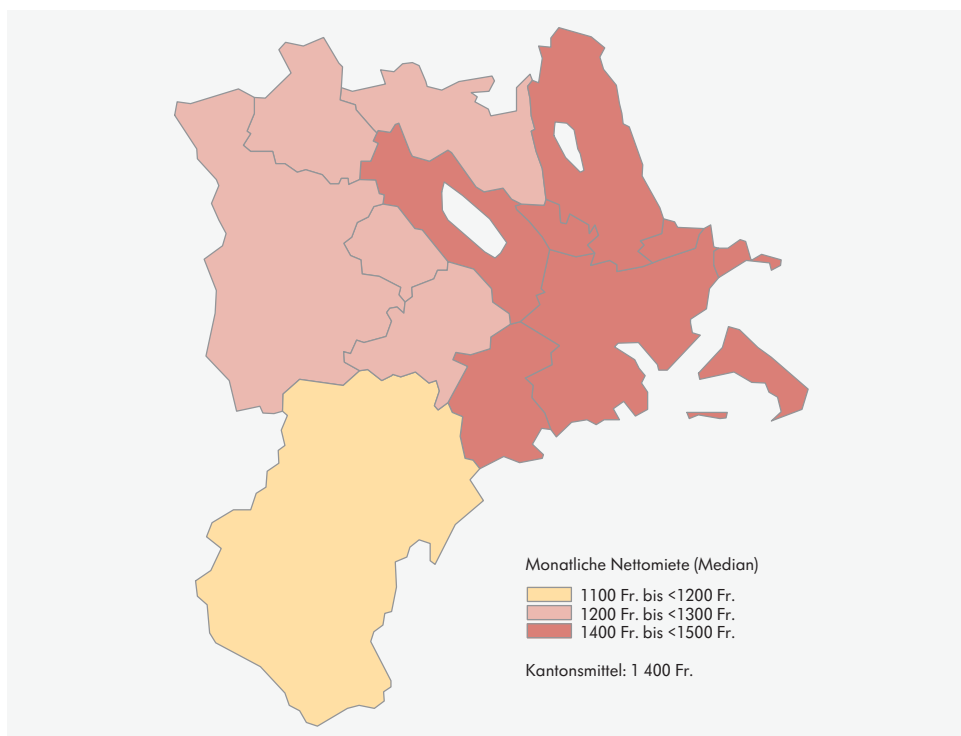 Monatliche Nettomiete (Median)
1100 Fr. bis <1200 Fr.
1200 Fr. bis <1300 Fr.
1400 Fr. bis <1500 Fr.
Kantonsmittel: 1 400 Fr.